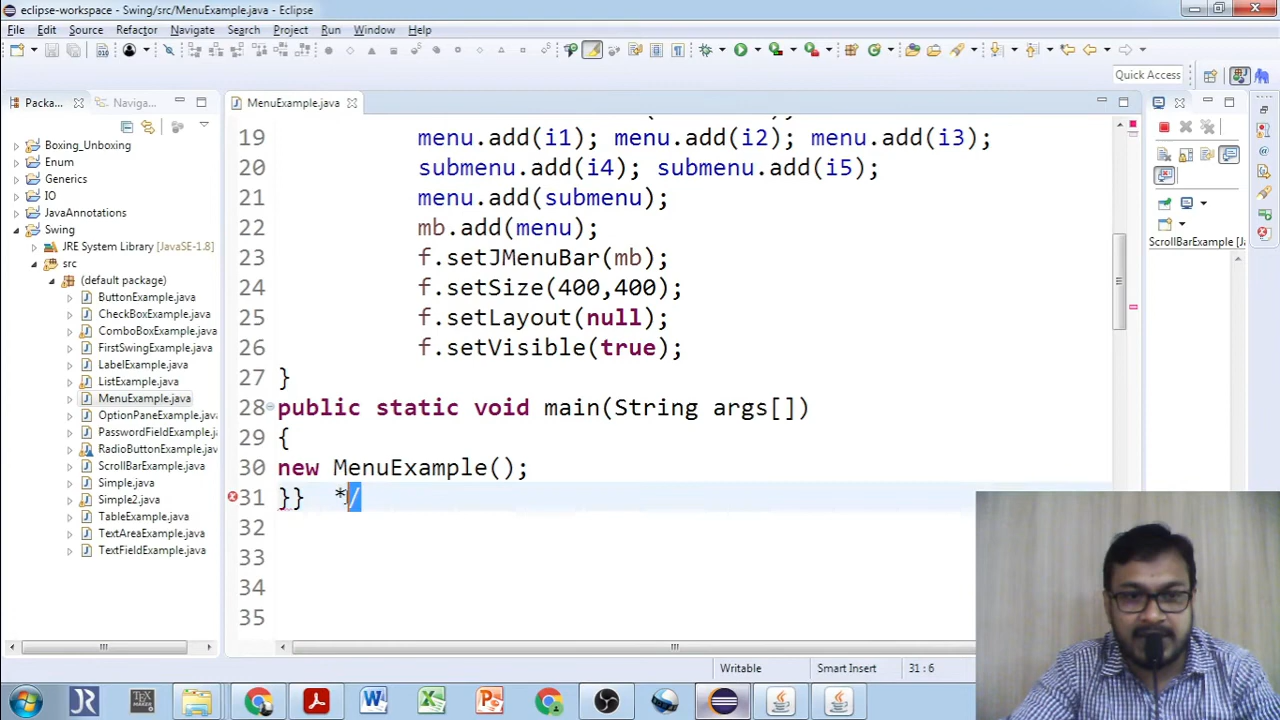 eclipse-workspace - Swing/src/MenuExample.java - Eclipse
File Edit Source Refactor Navigate Search Project Run Window Help
Quick Access
Packa... Naviga...
MenuExample.java
Boxing_Unboxing
Enum
Generics
IO
JavaAnnotations
Swing
JRE System Library [JavaSE-1.8]
src
(default package)
ButtonExample.java
CheckBoxExample.java
ComboBoxExample.java
FirstSwingExample.java
LabelExample.java
ListExample.java
MenuExample.java
OptionPaneExample.java
PasswordFieldExample.java
RadioButtonExample.java
ScrollBarExample.java
Simple.java
Simple2.java
TableExample.java
TextAreaExample.java
TextFieldExample.java
19 menu.add(i1); menu.add(i2); menu.add(i3);
20 submenu.add(i4); submenu.add(i5);
21 menu.add(submenu);
22 mb.add(menu);
23 f.setJMenuBar(mb);
24 f.setSize(400,400);
25 f.setLayout(null);
26 f.setVisible(true);
27 }
28 public static void main(String args[])
29 {
30 new MenuExample();
31 }} */
32
33
34
35
ScrollBarExample [J
Writable Smart Insert 31 : 6